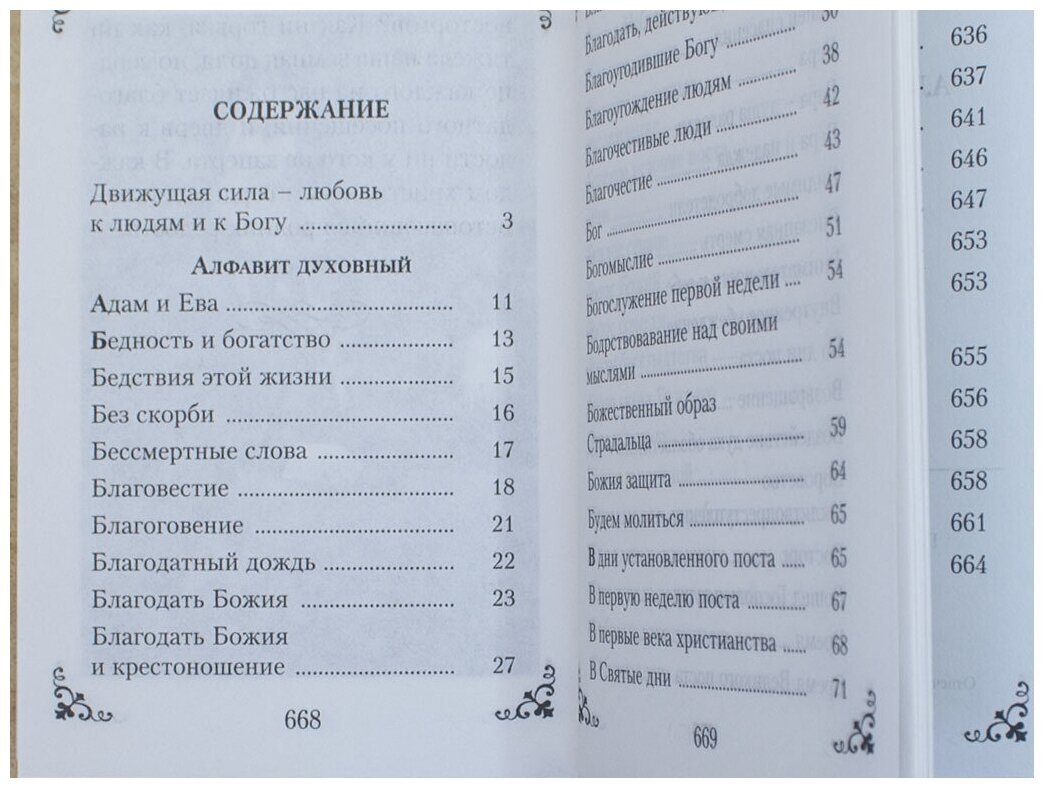 СОДЕРЖАНИЕ
Движущая сила – любовь
к людям и к Богу ........................ 3
АЛФАВИТ ДУХОВНЫЙ
Адам и Ева ................................... 11
Бедность и богатство ................. 13
Бедствия этой жизни ................. 15
Без скорби ................................... 16
Бессмертные слова ..................... 17
Благовестие ................................. 18
Благоговение .............................. 21
Благодатный дождь .................... 22
Благодать Божия ....................... 23
Благодать Божия
и крестоношение ........................ 27
668
Благодать, 
Благоугодившие Богу ............... 38
Благоугождение людям ............ 42
Благочестивые люди ................ 43
Благочестие ............................. 47
Бог .......................................... 51
Богомыслие ............................. 54
Богослужение первой недели ....
Бодрствовавание над своими
мыслями ................................. 54
Божественный образ
Страдальца ............................. 59
Божия защита ......................... 64
Будем молиться ...................... 65
В дни установленного поста ...... 65
В первую неделю поста ............ 67
В первые века христианства ...... 68
В Святые дни ........................... 71
669
636
637
641
646
647
653
653
655
656
658
658
661
664